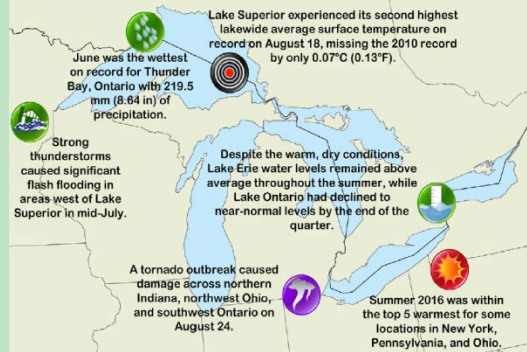 Lake Superior experienced its second highest
lakewide average surface temperature on
record on August 18, missing the 2010 record
by only 0.07°C (0.13°F).
June was the wettest
on record for Thunder
Bay, Ontario with 219.5
mm (8.64 in) of
precipitation.
Strong
thunderstorms
caused significant
flash flooding in
areas west of Lake
Superior in mid-July.
Despite the warm, dry conditions,
Lake Erie water levels remained above
average throughout the summer, while
Lake Ontario had declined to
near-normal levels by the end of the
quarter.
A tornado outbreak caused
damage across northern
Indiana, northwest Ohio,
and southwest Ontario on
August 24.
Summer 2016 was within
the top 5 warmest for some
locations in New York,
Pennsylvania, and Ohio.